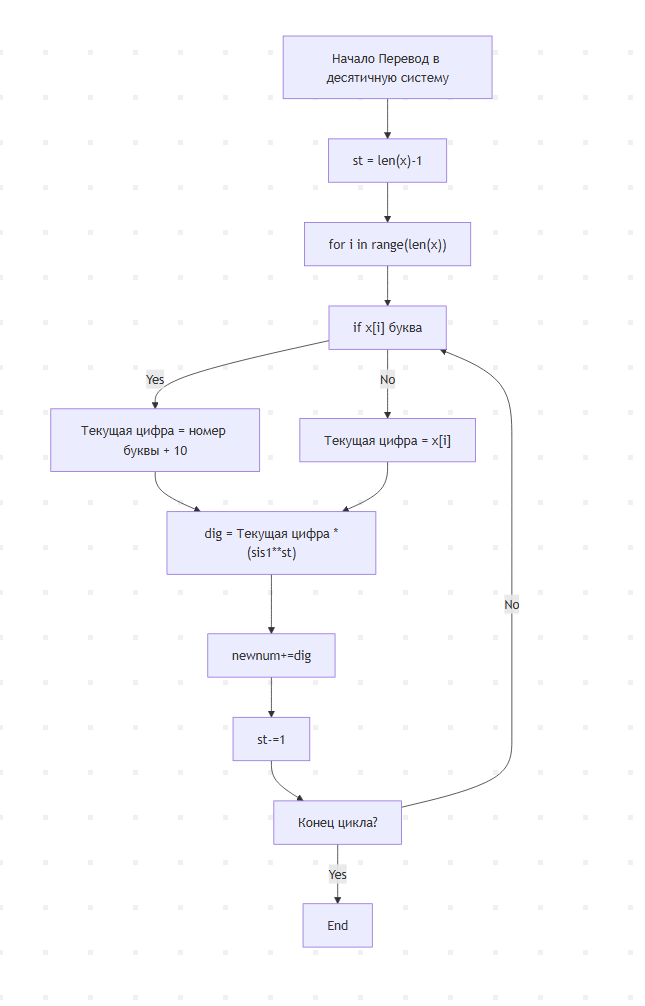 Начало Перевод в
десятичную систему
st = len(x)-1
for i in range(len(x))
if x[i] буква
Yes
No
Текущая цифра = номер
буквы + 10
Текущая цифра = x[i]
dig = Текущая цифра *
(sis1**st)
No
newnum+=dig
st-=1
Конец цикла?
Yes
End